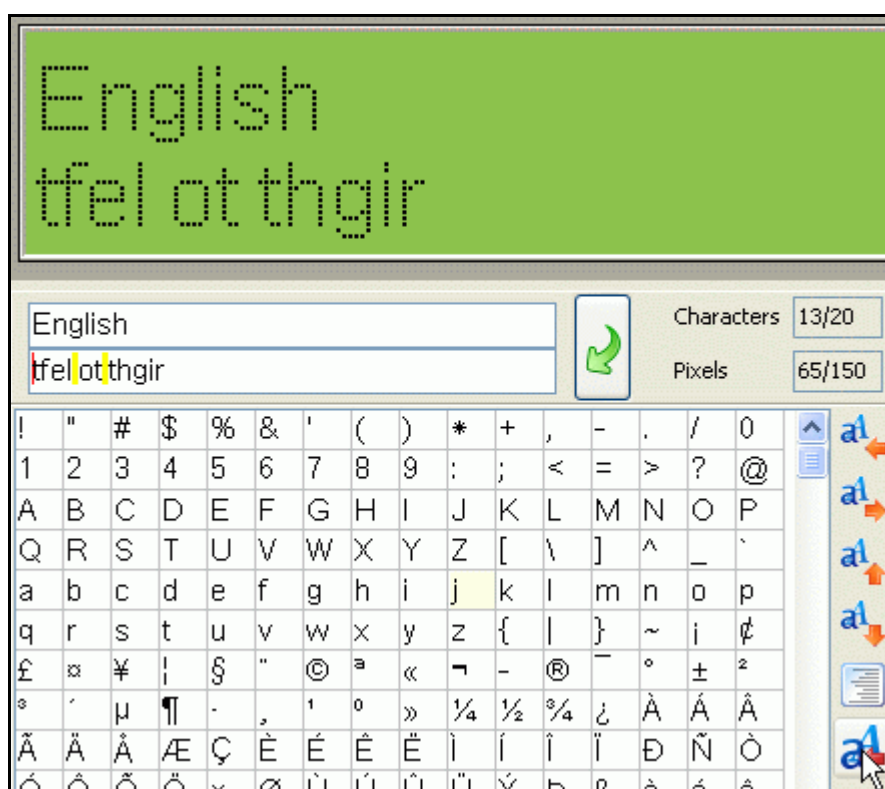 English
tfel ot thgir
English
tfel ot thgir
Characters 13/20
Pixels 65/150
! " # $ % & ' ( ) * + , - . / 0
1 2 3 4 5 6 7 8 9 : ; < = > ? @
A B C D E F G H I J K L M N O P
Q R S T U V W X Y Z [ \ ] ^ _ `
a b c d e f g h i j k l m n o p
q r s t u v w x y z { | } ~ ¡ ¢
£ ¤ ¥ ¦ § ¨ © ª « ¬ - ® ¯ ° ± ²
³ ´ µ ¶ · ¸ ¹ º » ¼ ½ ¾ ¿ À Á Â
Ã Ä Å Æ Ç È É Ê Ë Ì Í Î Ï Ð Ñ Ò